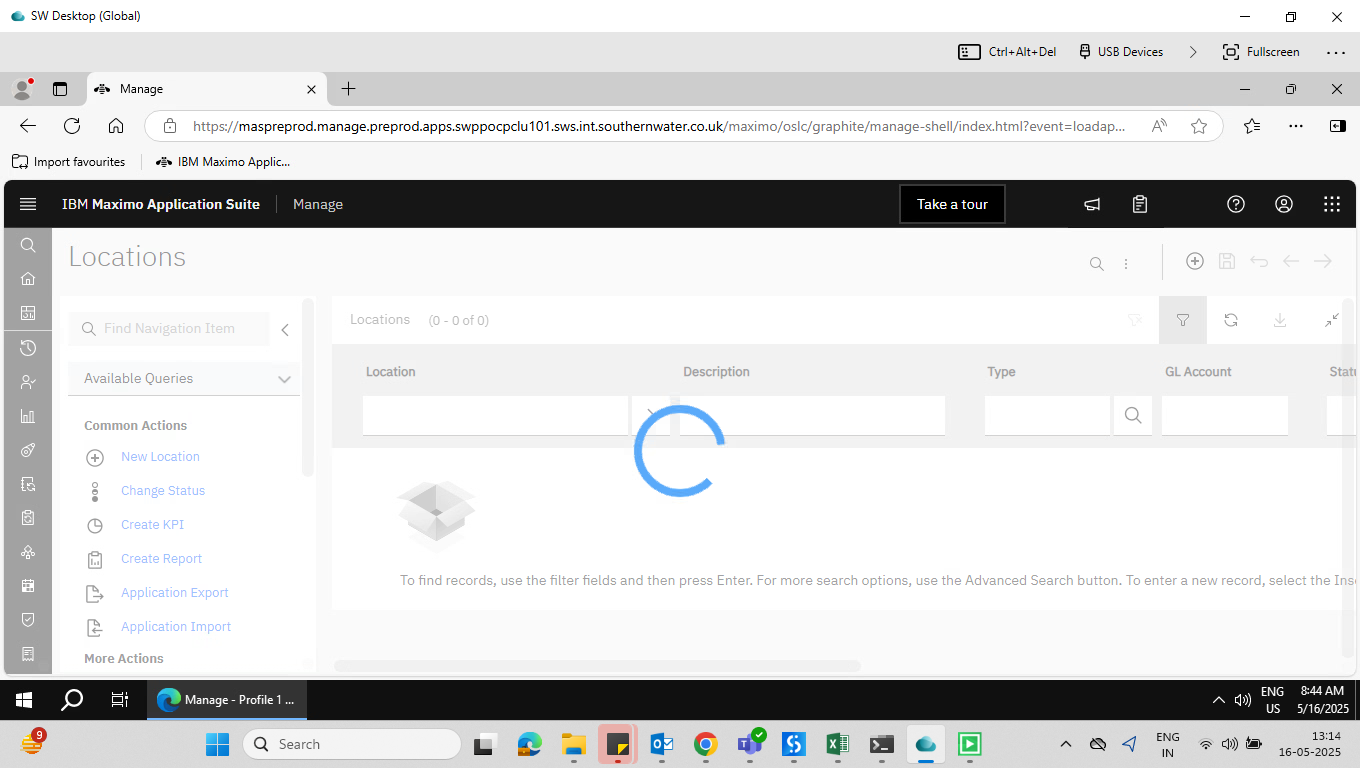 SW Desktop (Global)
Ctrl+Alt+Del
USB Devices
Fullscreen
Manage
https://maspreprod.manage.preprod.apps.swppocpclu101.sws.int.southernwater.co.uk/maximo/oslc/graphite/manage-shell/index.html?event=loadap...
Import favourites
IBM Maximo Applic...
IBM Maximo Application Suite
Manage
Take a tour
Locations
Find Navigation Item
Available Queries
Common Actions
New Location
Change Status
Create KPI
Create Report
Application Export
Application Import
More Actions
Locations (0 - 0 of 0)
Location Description Type GL Account Statu
To find records, use the filter fields and then press Enter. For more search options, use the Advanced Search button. To enter a new record, select the Inse
Manage - Profile 1 ...
ENG
US
8:44 AM
5/16/2025
9
Search
ENG
IN
13:14
16-05-2025